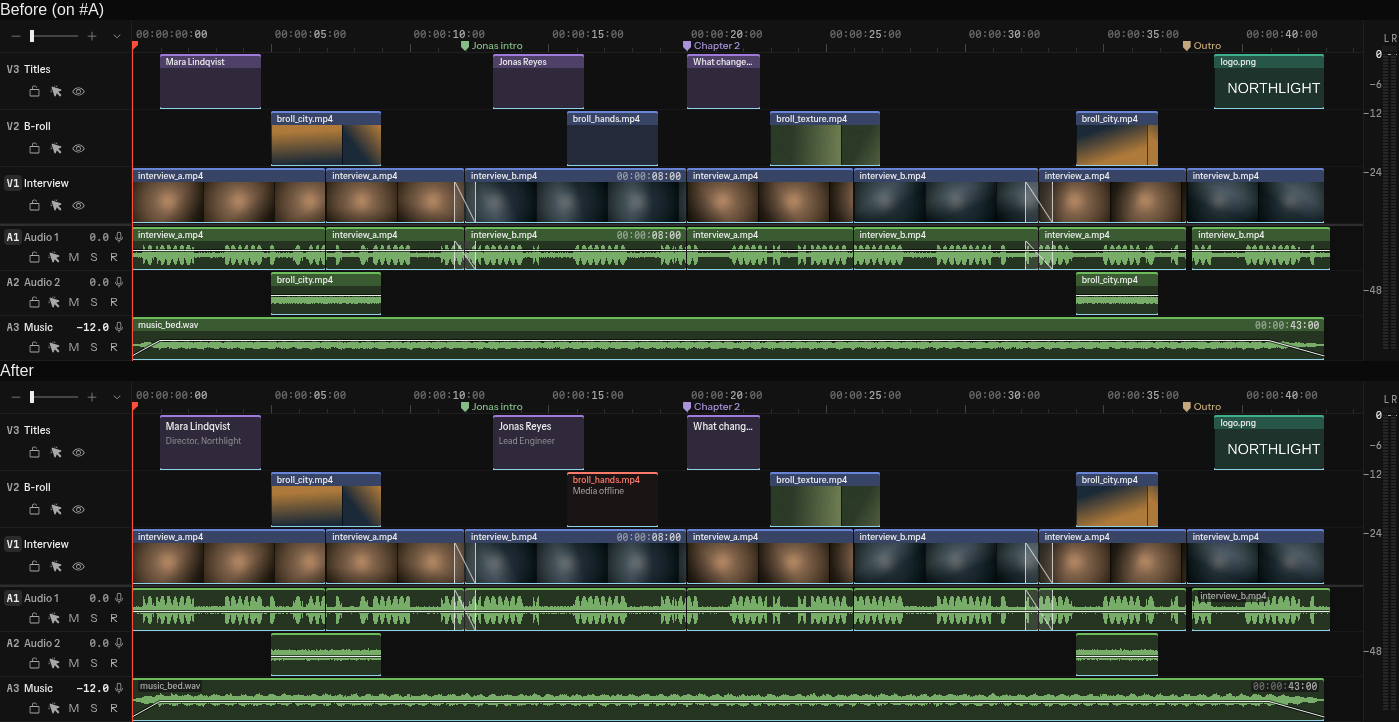 Before (on #A)
00:00:00:00 00:00:05:00 00:00:10:00 00:00:15:00 00:00:20:00 00:00:25:00 00:00:30:00 00:00:35:00 00:00:40:00
L R
Jonas intro Chapter 2 Outro
0
V3 Titles
Mara Lindqvist Jonas Reyes What change... logo.png
NORTHLIGHT
-6
-12
V2 B-roll
broll_city.mp4 broll_hands.mp4 broll_texture.mp4 broll_city.mp4
-24
V1 Interview
interview_a.mp4 interview_a.mp4 interview_b.mp4 00:00:08:00 interview_a.mp4 interview_b.mp4 interview_a.mp4 interview_b.mp4
A1 Audio 1 0.0
interview_a.mp4 interview_a.mp4 interview_b.mp4 00:00:08:00 interview_a.mp4 interview_b.mp4 interview_a.mp4 interview_b.mp4
M S R
A2 Audio 2 0.0
broll_city.mp4 broll_city.mp4
-48
M S R
A3 Music -12.0
music_bed.wav 00:00:43:00
M S R
After
00:00:00:00 00:00:05:00 00:00:10:00 00:00:15:00 00:00:20:00 00:00:25:00 00:00:30:00 00:00:35:00 00:00:40:00
L R
Jonas intro Chapter 2 Outro
0
V3 Titles
Mara Lindqvist Jonas Reyes What chang... logo.png
Director, Northlight Lead Engineer
NORTHLIGHT
-6
-12
V2 B-roll
broll_city.mp4 broll_hands.mp4 broll_texture.mp4 broll_city.mp4
Media offline
-24
V1 Interview
interview_a.mp4 interview_a.mp4 interview_b.mp4 00:00:08:00 interview_a.mp4 interview_b.mp4 interview_a.mp4 interview_b.mp4
A1 Audio 1 0.0
interview_b.mp4
M S R
A2 Audio 2 0.0
-48
M S R
A3 Music -12.0
music_bed.wav 00:00:43:00
M S R